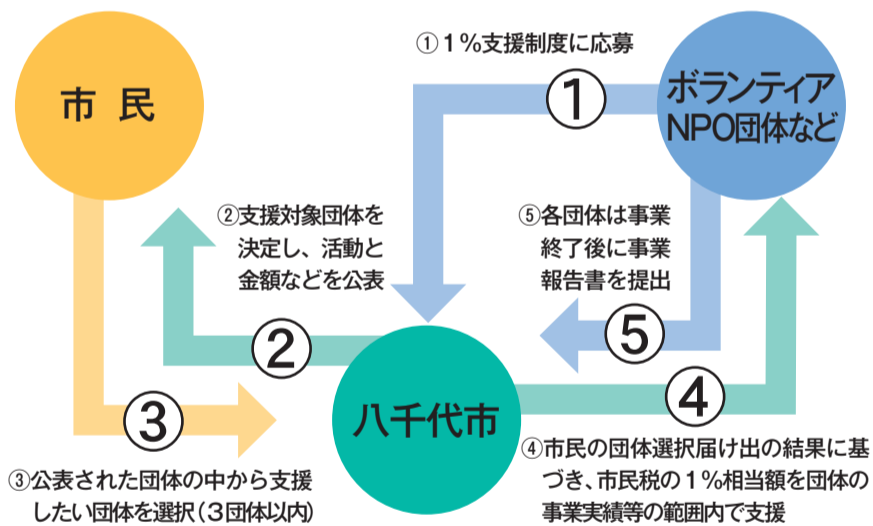 ①1%支援制度に応募
市 民
①
ボランティア
NPO団体など
②支援対象団体を
決定し、活動と
金額などを公表
⑤各団体は事業
終了後に事業
報告書を提出
②
⑤
③
八千代市
④
③公表された団体の中から支援
したい団体を選択(3団体以内)
④市民の団体選択届け出の結果に基
づき、市民税の1%相当額を団体の
事業実績等の範囲内で支援